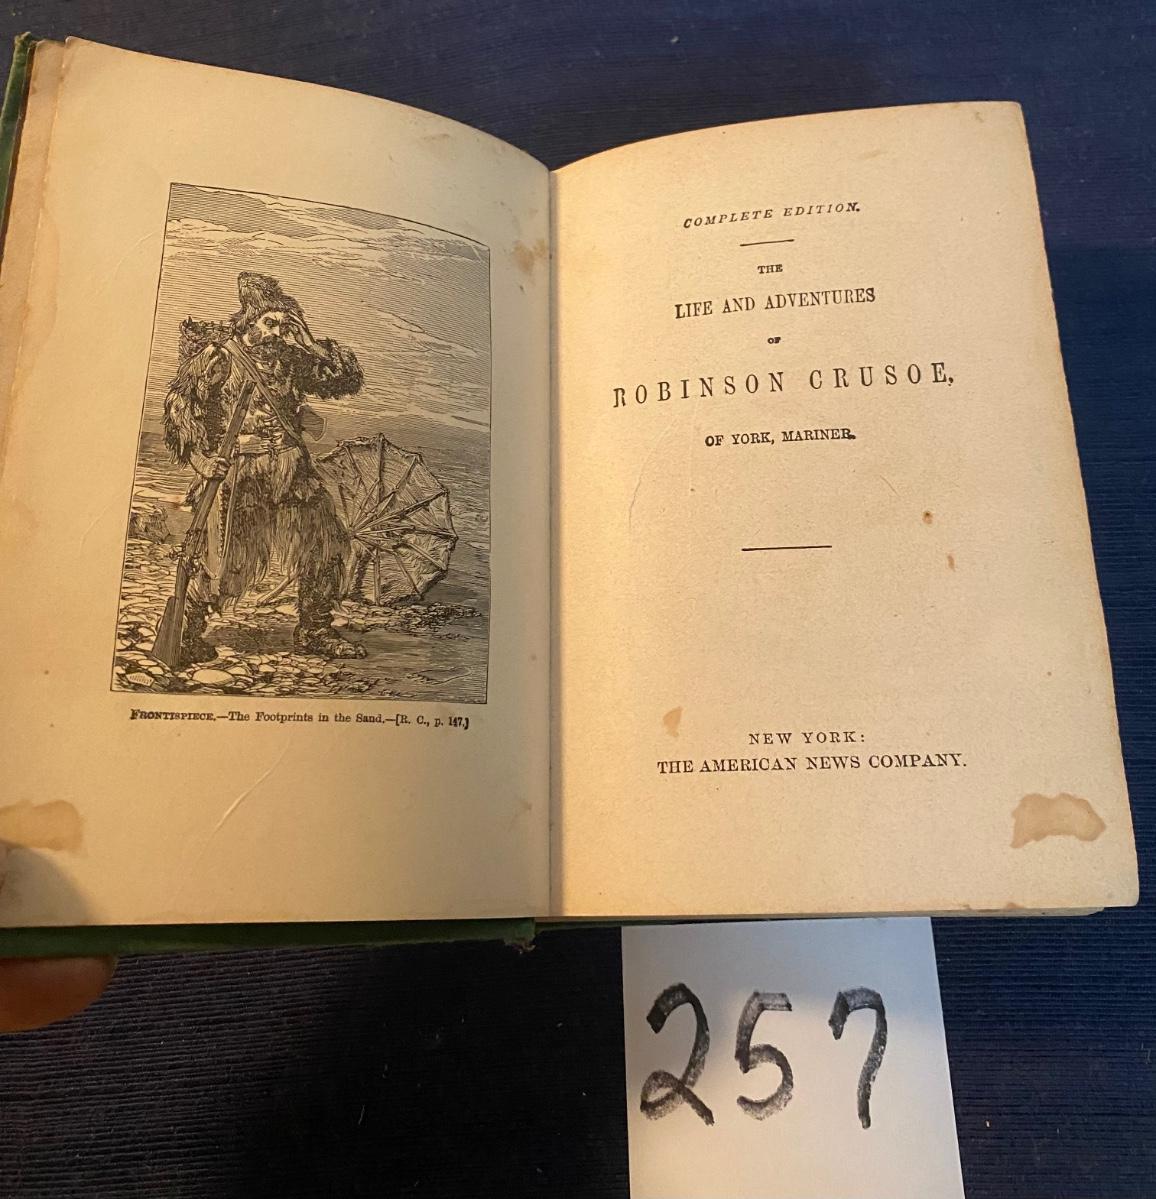 FRONTISPIECE.—The Footprints in the Sand.—[R. C., p. 147.]
COMPLETE EDITION.
THE
LIFE AND ADVENTURES
OF
ROBINSON CRUSOE,
OF YORK, MARINER.
NEW YORK:
THE AMERICAN NEWS COMPANY.
257